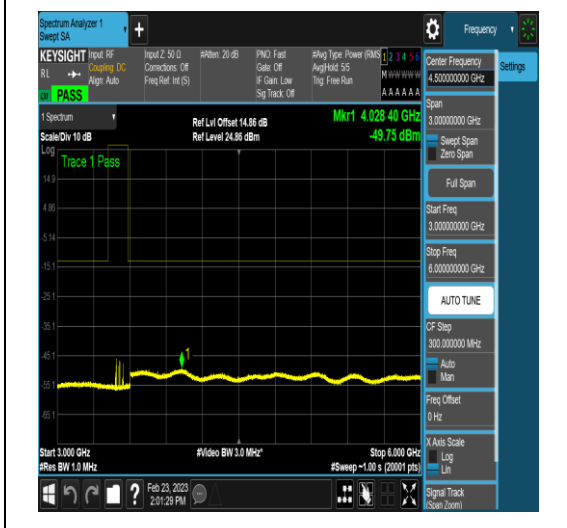 Spectrum Analyzer 1
Swept SA
+
Frequency
KEYSIGHT
RL
PASS
Input: RF
Coupling: DC
Align: Auto
Input Z: 50 Ω
Corrections: Off
Freq Ref: Int (S)
#Atten: 20 dB
PNO: Fast
Gate: Off
IF Gain: Low
Sig Track: Off
#Avg Type: Power (RMS
Avg|Hold: 5/5
Trig: Free Run
1 2 3 4 5 6
M W W W W W
A A A A A A
1 Spectrum
Scale/Div 10 dB
Ref Lvl Offset 14.86 dB
Ref Level 24.86 dBm
Mkr1 4.028 40 GHz
-49.75 dBm
Log
Trace 1 Pass
14.9
4.86
-5.14
-15.1
-25.1
-35.1
-45.1
-55.1
-65.1
1
Start 3.000 GHz
#Res BW 1.0 MHz
#Video BW 3.0 MHz*
Stop 6.000 GHz
#Sweep ~1.00 s (20001 pts)
Center Frequency
4.500000000 GHz
Span
3.00000000 GHz
Swept Span
Zero Span
Full Span
Start Freq
3.000000000 GHz
Stop Freq
6.000000000 GHz
AUTO TUNE
CF Step
300.000000 MHz
Auto
Man
Freq Offset
0 Hz
X Axis Scale
Log
Lin
Signal Track
(Span Zoom)
Settings
?
Feb 23, 2023
2:01:29 PM